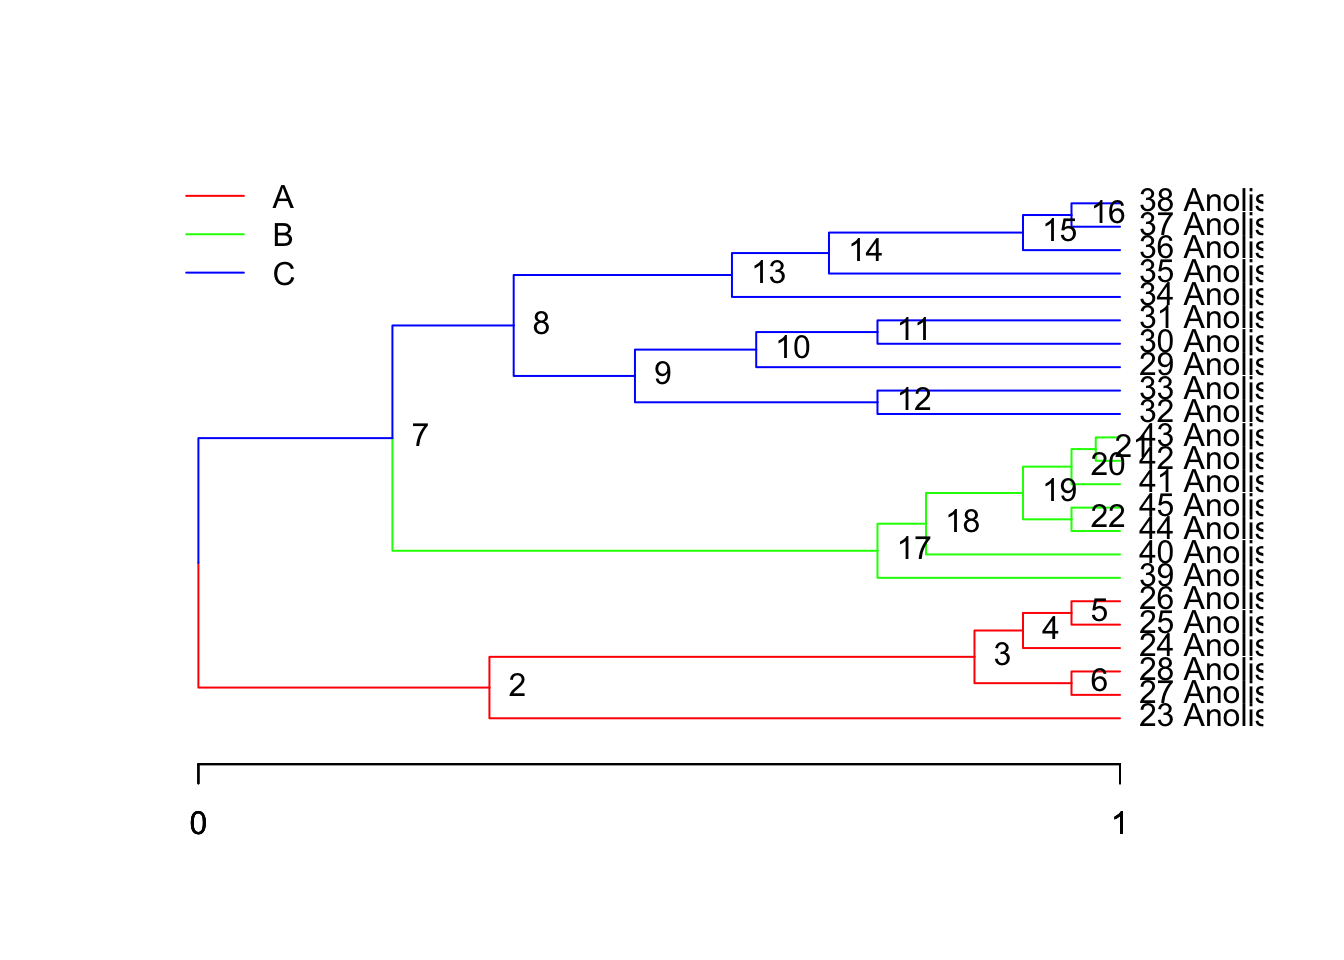 A
B
C
38 Anolis
16
37 Anolis
15
36 Anolis
14
35 Anolis
13
34 Anolis
31 Anolis
8
11
30 Anolis
10
29 Anolis
9
33 Anolis
12
32 Anolis
7
43 Anolis
21
42 Anolis
20
41 Anolis
19
45 Anolis
22
18
44 Anolis
17
40 Anolis
39 Anolis
26 Anolis
5
25 Anolis
4
24 Anolis
3
28 Anolis
6
2
27 Anolis
23 Anolis
0
1